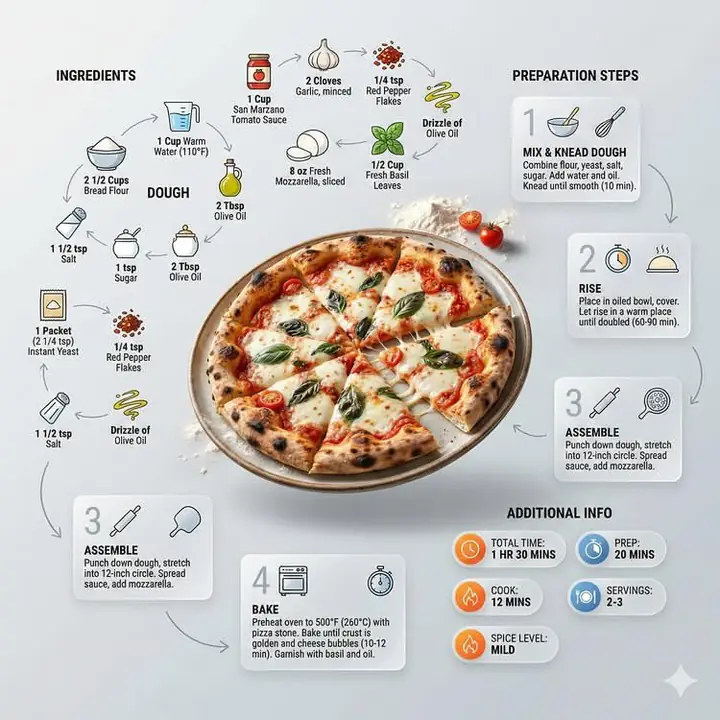 INGREDIENTS
1 Cup
San Marzano
Tomato Sauce
2 Cloves
Garlic, minced
1/4 tsp
Red Pepper
Flakes
Drizzle of
Olive Oil
1/2 Cup
Fresh Basil
Leaves
8 oz Fresh
Mozzarella, sliced
DOUGH
1 Cup Warm
Water (110°F)
2 Tbsp
Olive Oil
2 Tbsp
Olive Oil
1 tsp
Sugar
1 1/2 tsp
Salt
2 1/2 Cups
Bread Flour
1 Packet
(2 1/4 tsp)
Instant Yeast
1/4 tsp
Red Pepper
Flakes
Drizzle of
Olive Oil
1 1/2 tsp
Salt
PREPARATION STEPS
1
MIX & KNEAD DOUGH
Combine flour, yeast, salt,
sugar. Add water and oil.
Knead until smooth (10 min).
2
RISE
Place in oiled bowl, cover.
Let rise in a warm place
until doubled (60-90 min).
3
ASSEMBLE
Punch down dough, stretch
into 12-inch circle. Spread
sauce, add mozzarella.
3
ASSEMBLE
Punch down dough, stretch
into 12-inch circle. Spread
sauce, add mozzarella.
4
BAKE
Preheat oven to 500°F (260°C) with
pizza stone. Bake until crust is
golden and cheese bubbles (10-12
min). Garnish with basil and oil.
ADDITIONAL INFO
TOTAL TIME:
1 HR 30 MINS
PREP:
20 MINS
COOK:
12 MINS
SERVINGS:
2-3
SPICE LEVEL:
MILD